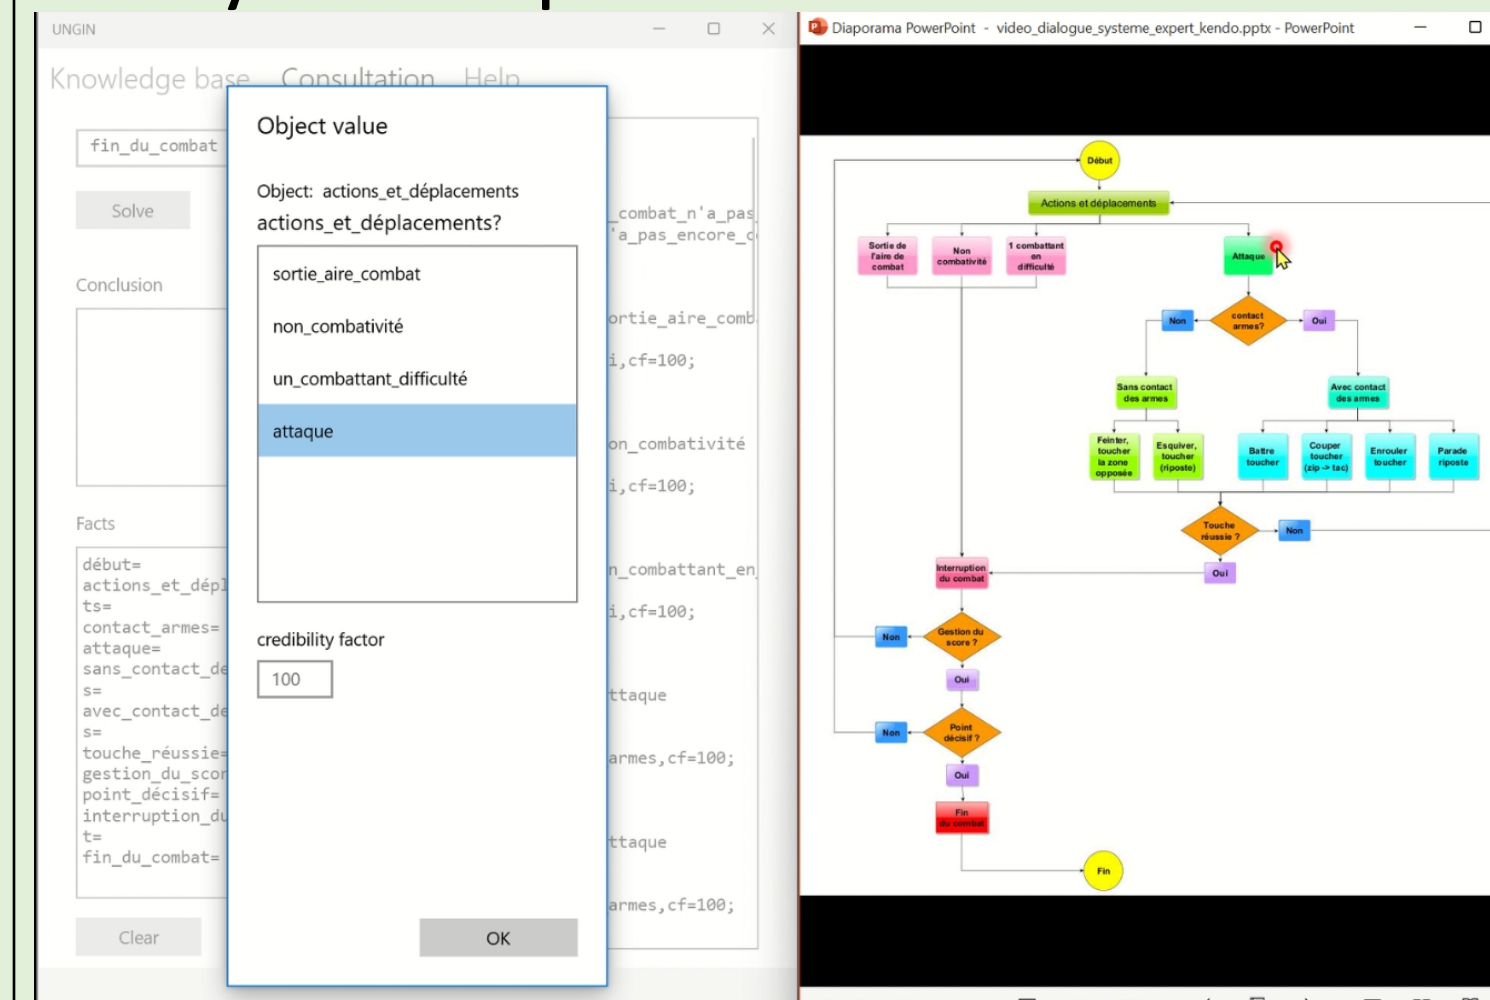 UNGIN
Knowledge base Consultation Help
fin_du_combat
Solve
Conclusion
Facts
début=
actions_et_dépl
ts=
contact_armes=
attaque=
sans_contact_de
s=
avec_contact_de
s=
touche_réussie=
gestion_du_scor
point_décisif=
interruption_du
t=
fin_du_combat=
Clear
Object value
Object: actions_et_déplacements
actions_et_déplacements?
sortie_aire_combat
non_combativité
un_combattant_difficulté
attaque
credibility factor
100
OK
_combat_n'a_pas_
'a_pas_encore_c
ortie_aire_comb
i,cf=100;
on_combativité
i,cf=100;
n_combattant_en_
i,cf=100;
ttaque
armes,cf=100;
ttaque
armes,cf=100;
Diaporama PowerPoint - video_dialogue_systeme_expert_kendo.pptx - PowerPoint
Début
Actions et déplacements
Sortie de
l'aire de
combat
Non
combativité
1 combattant
en
difficulté
Attaque
contact
armes?
Non
Oui
Sans contact
des armes
Avec contact
des armes
Feinter,
toucher
la zone
opposée
Esquiver,
toucher
(riposte)
Battre
toucher
Couper
toucher
(zip -> tac)
Enrouler
toucher
Parade
riposte
Touche
réussie ?
Non
Oui
Interruption
du combat
Gestion du
score ?
Non
Oui
Point
décisif ?
Non
Oui
Fin
du combat
Fin